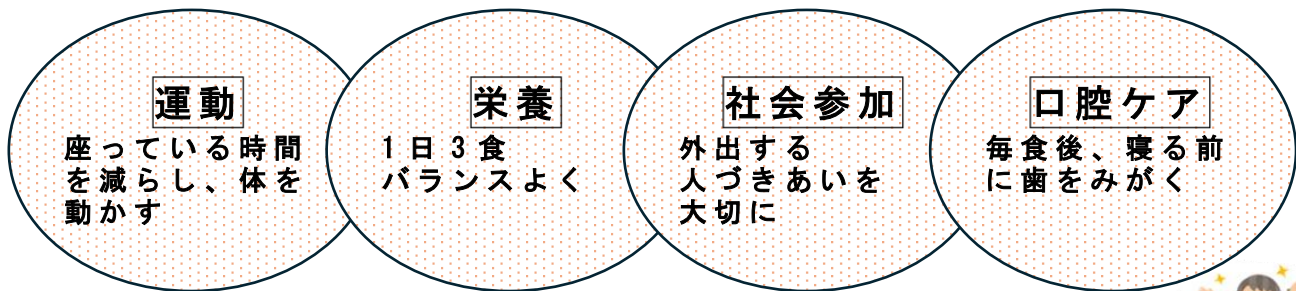 運動
座っている時間
を減らし、体を
動かす
栄養
1日3食
バランスよく
社会参加
外出する
人づきあいを
大切に
口腔ケア
毎食後、寝る前
に歯をみがく